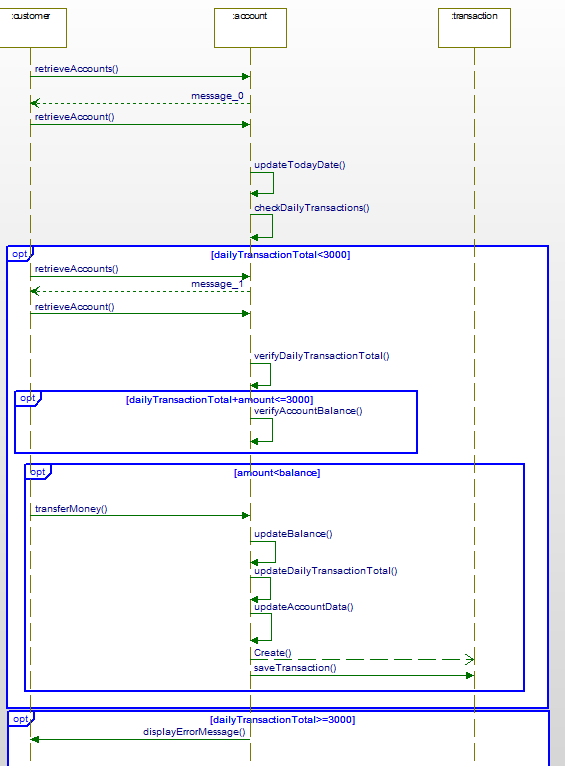 :customer
:account
:transaction
retrieveAccounts()
message_0
retrieveAccount()
updateTodayDate()
checkDailyTransactions()
opt
[dailyTransactionTotal<3000]
retrieveAccounts()
message_1
retrieveAccount()
verifyDailyTransactionTotal()
opt
[dailyTransactionTotal+amount<=3000]
verifyAccountBalance()
opt
[amount<balance]
transferMoney()
updateBalance()
updateDailyTransactionTotal()
updateAccountData()
Create()
saveTransaction()
opt
[dailyTransactionTotal>=3000]
displayErrorMessage()